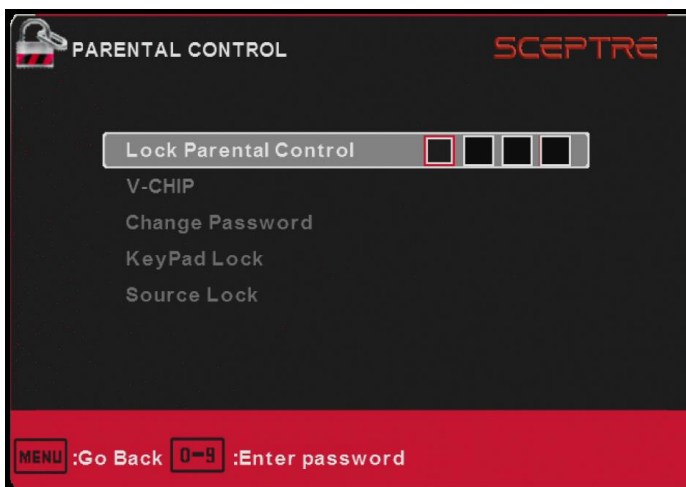 PARENTAL CONTROL SCEPTRE
Lock Parental Control
V-CHIP
Change Password
KeyPad Lock
Source Lock
MENU :Go Back 0-9 :Enter password